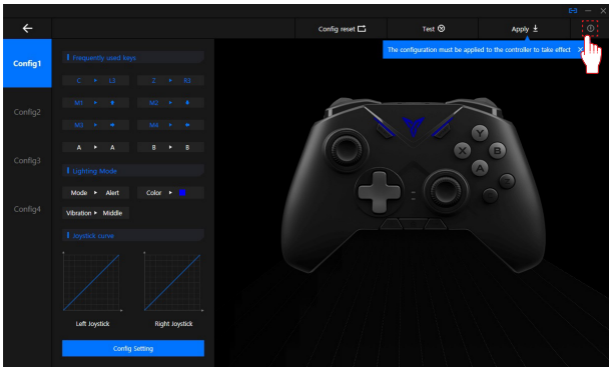 Config reset
Test
Apply
The configuration must be applied to the controller to take effect ×
Config1
Config2
Config3
Config4
Frequently used keys
C ▸ L3 Z ▸ R3
M1 ▸ M2 ▸
M3 ▸ M4 ▸
A ▸ A B ▸ B
Lighting Mode
Mode ▸ Alert Color ▸
Vibration ▸ Middle
Joystick curve
Left Joystick Right Joystick
Config Setting
Y
X B
A